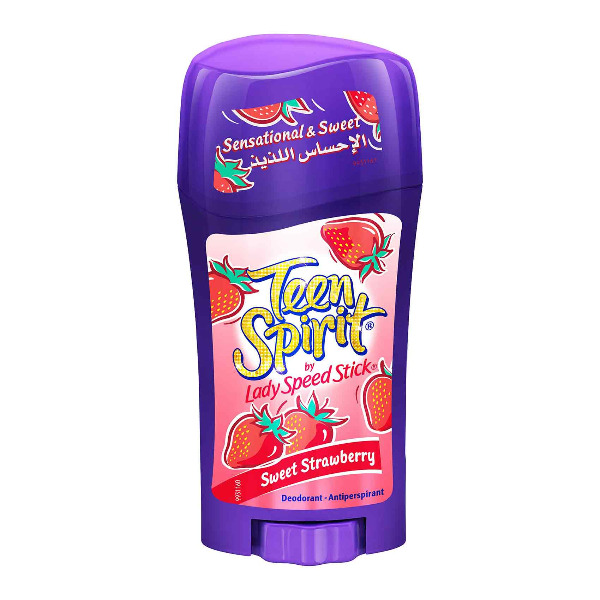 Sensational & Sweet
الإحساس اللذيذ
Teen
Spirit®
by
Lady Speed Stick®
Sweet Strawberry
Deodorant • Antiperspirant